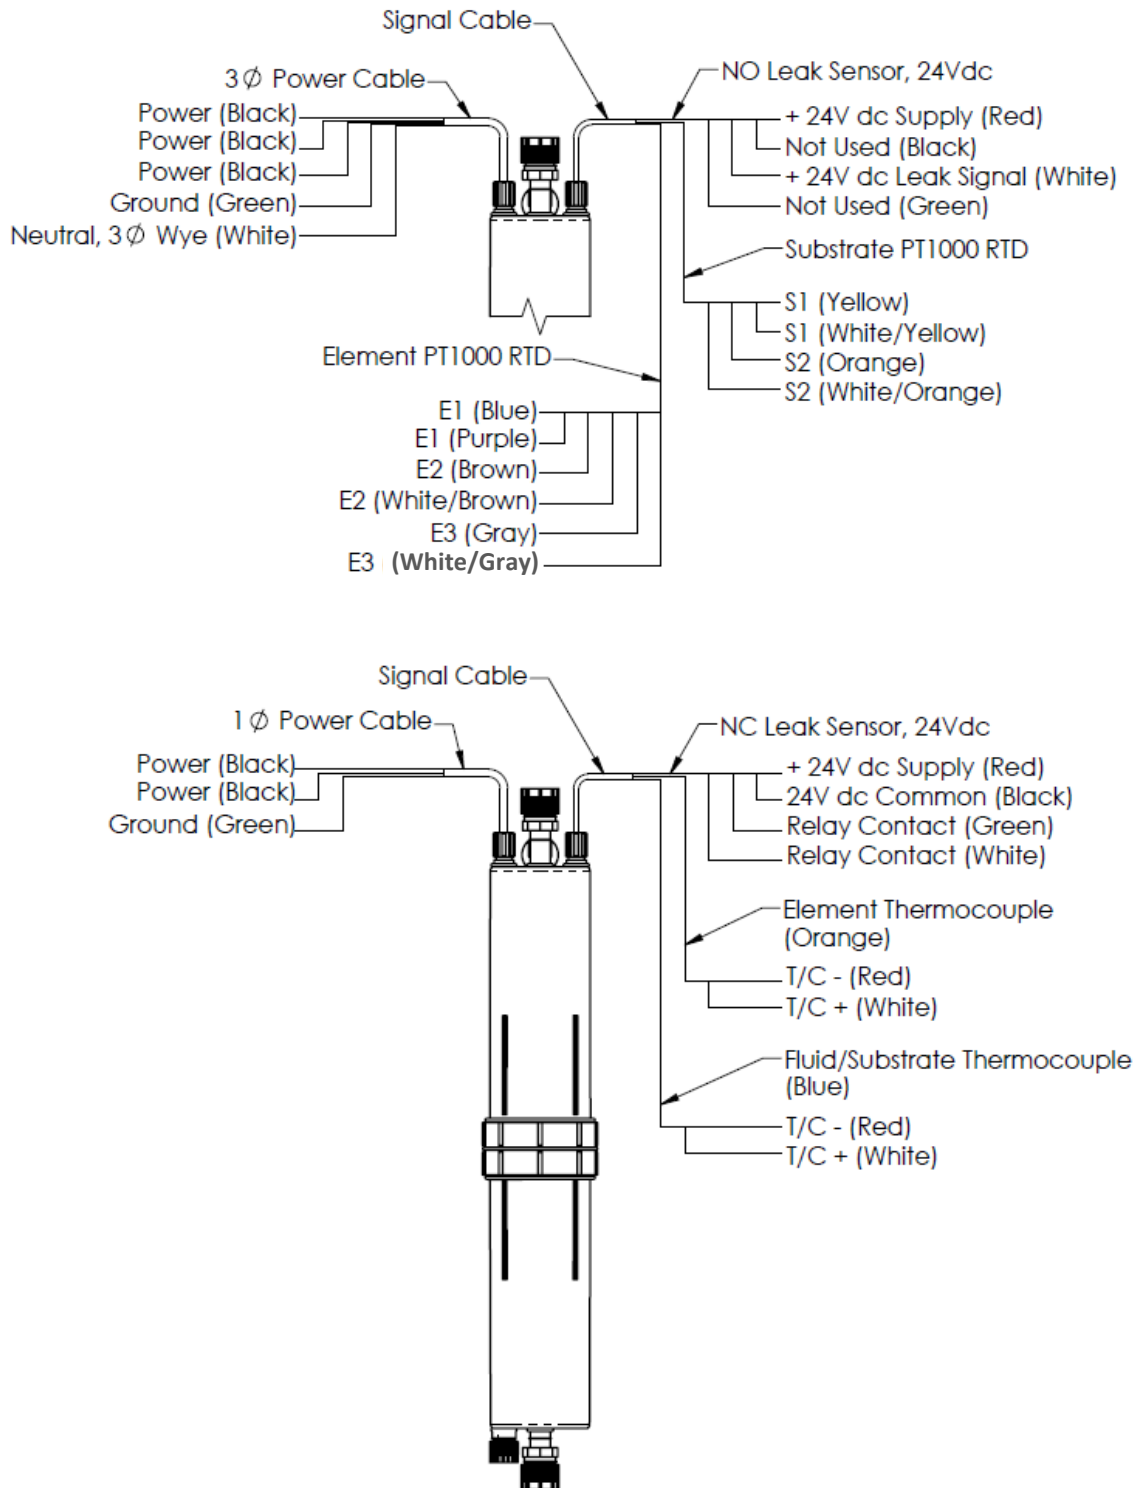 Signal Cable
3∅ Power Cable
NO Leak Sensor, 24Vdc
Power (Black)
Power (Black)
Power (Black)
Ground (Green)
Neutral, 3∅ Wye (White)
+ 24V dc Supply (Red)
Not Used (Black)
+ 24V dc Leak Signal (White)
Not Used (Green)
Substrate PT1000 RTD
S1 (Yellow)
S1 (White/Yellow)
S2 (Orange)
S2 (White/Orange)
Element PT1000 RTD
E1 (Blue)
E1 (Purple)
E2 (Brown)
E2 (White/Brown)
E3 (Gray)
E3 (White/Gray)
Signal Cable
1∅ Power Cable
NC Leak Sensor, 24Vdc
Power (Black)
Power (Black)
Ground (Green)
+ 24V dc Supply (Red)
24V dc Common (Black)
Relay Contact (Green)
Relay Contact (White)
Element Thermocouple
(Orange)
T/C - (Red)
T/C + (White)
Fluid/Substrate Thermocouple
(Blue)
T/C - (Red)
T/C + (White)